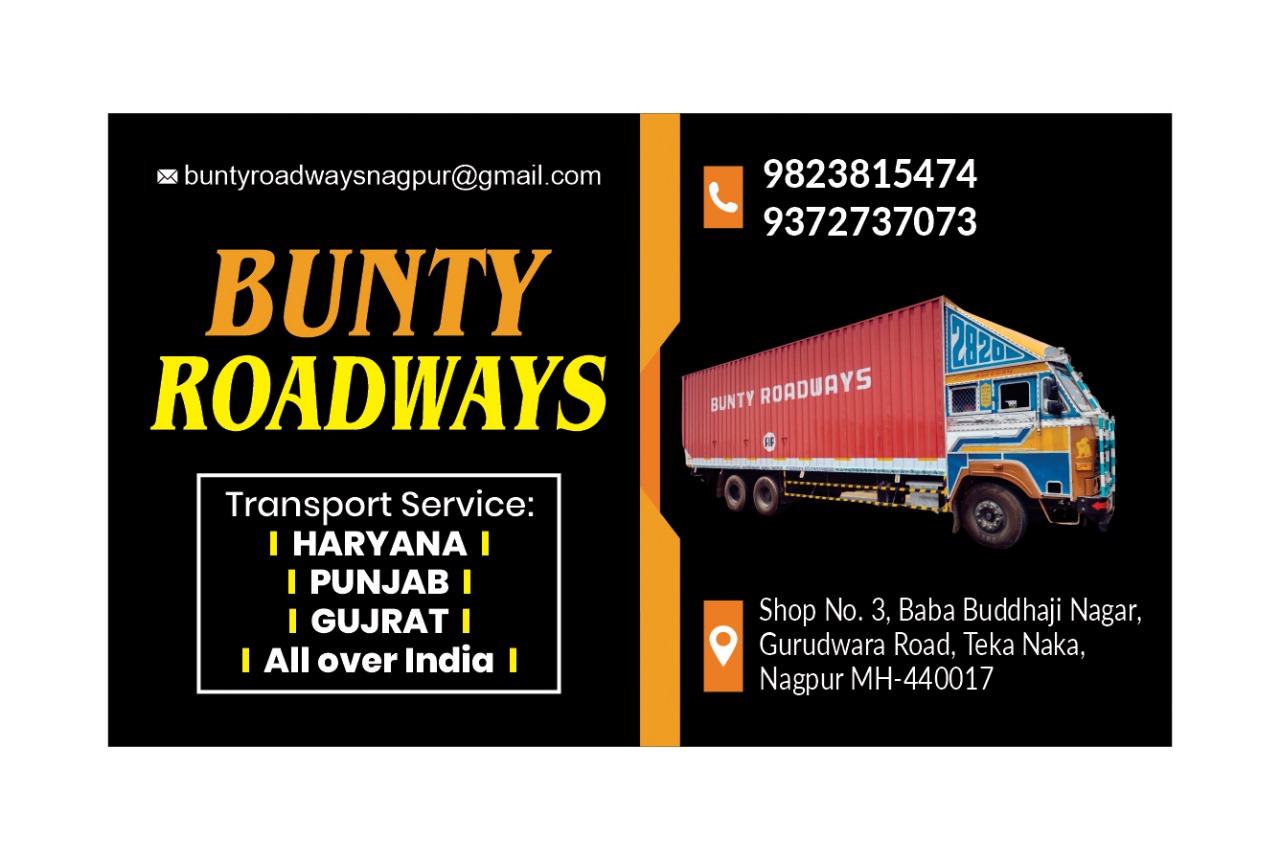 buntyroadwaysnagpur@gmail.com
BUNTY
ROADWAYS
Transport Service:
HARYANA
PUNJAB
GUJRAT
All over India
9823815474
9372737073
BUNTY ROADWAYS
Shop No. 3, Baba Buddhaji Nagar,
Gurudwara Road, Teka Naka,
Nagpur MH-440017